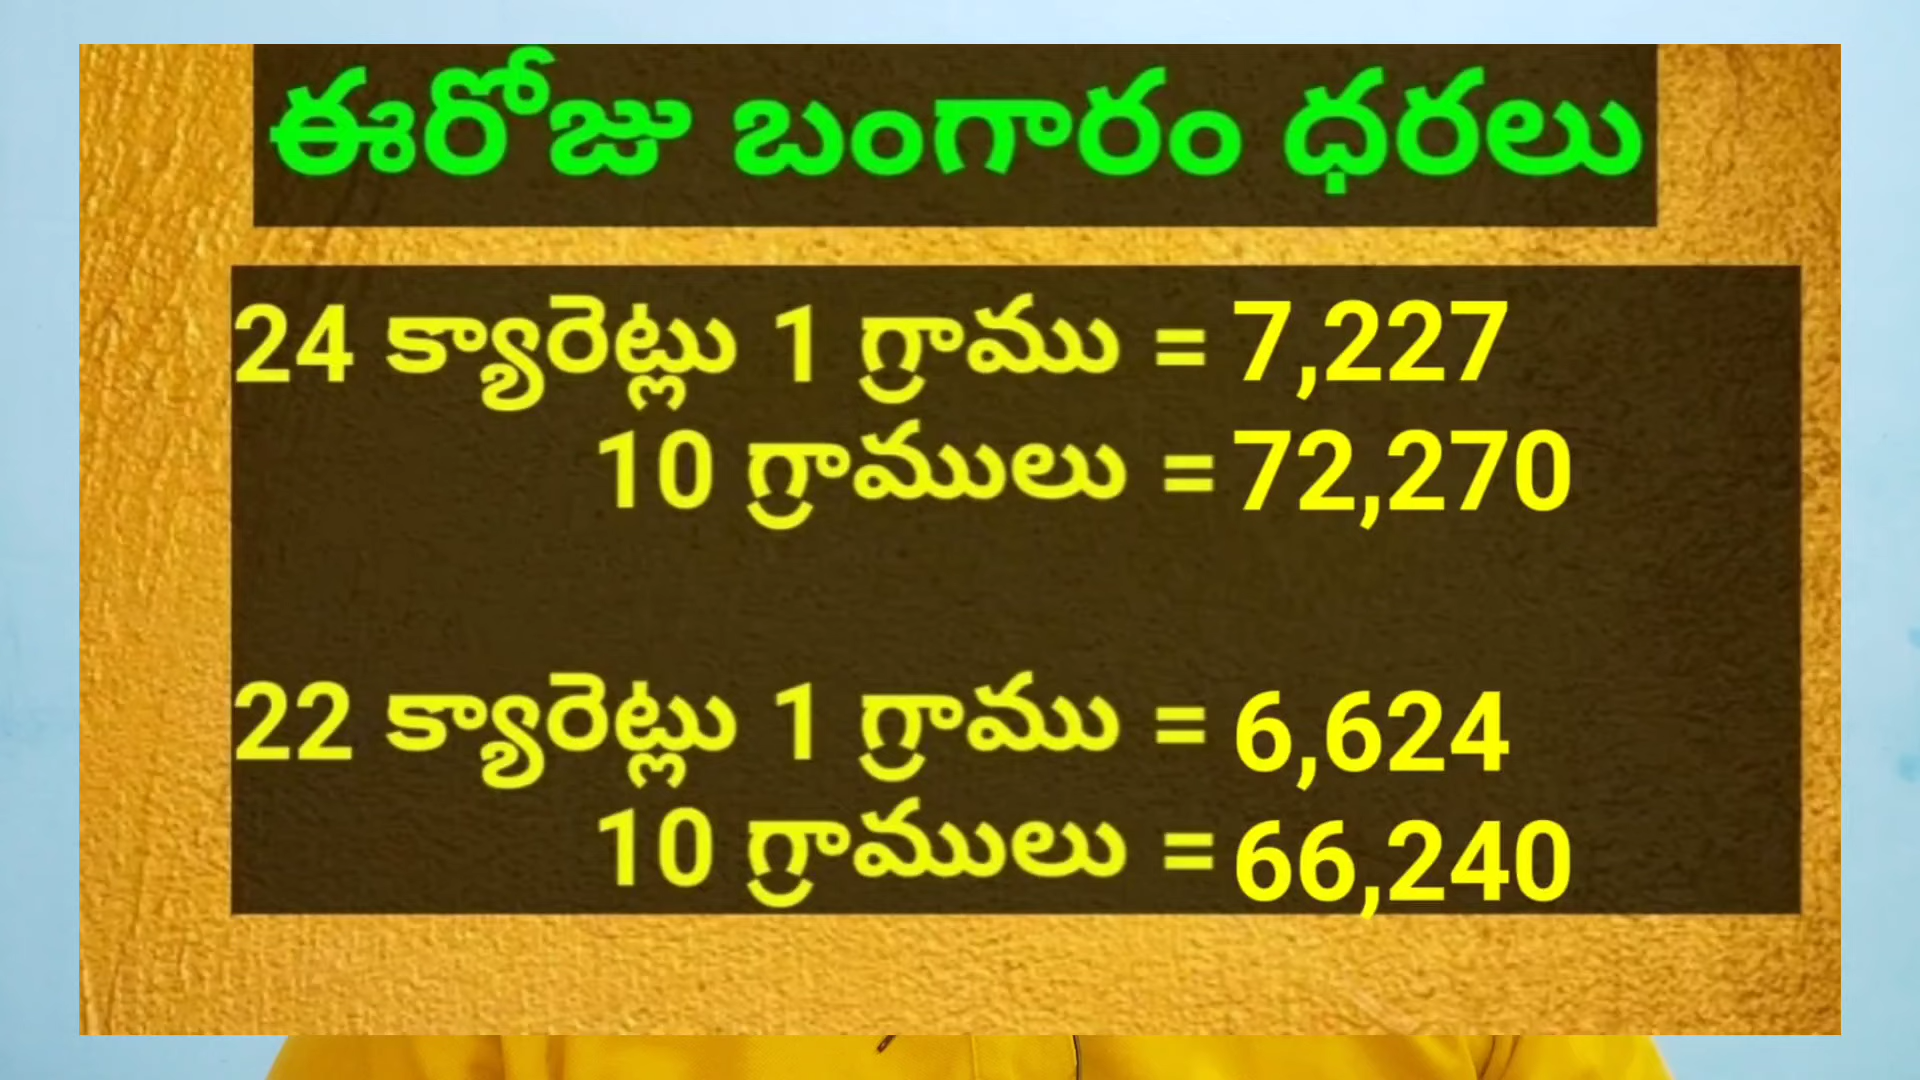 ఈరోజు బంగారం ధరలు
24 క్యారెట్లు 1 గ్రాము = 7,227
10 గ్రాములు = 72,270
22 క్యారెట్లు 1 గ్రాము = 6,624
10 గ్రాములు = 66,240